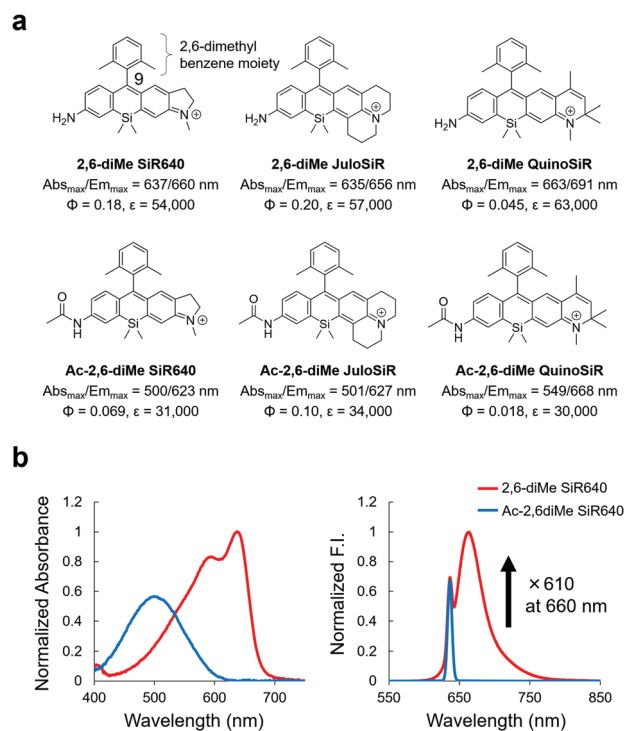 a
2,6-dimethyl
benzene moiety
9
H₂N
Si
N
⊕
H₂N
Si
N
⊕
H₂N
Si
N
⊕
2,6-diMe SiR640
Absmax/Emmax = 637/660 nm
Φ = 0.18, ε = 54,000
2,6-diMe JuloSiR
Absmax/Emmax = 635/656 nm
Φ = 0.20, ε = 57,000
2,6-diMe QuinoSiR
Absmax/Emmax = 663/691 nm
Φ = 0.045, ε = 63,000
O
N
H
Si
N
⊕
O
N
H
Si
N
⊕
O
N
H
Si
N
⊕
Ac-2,6-diMe SiR640
Absmax/Emmax = 500/623 nm
Φ = 0.069, ε = 31,000
Ac-2,6-diMe JuloSiR
Absmax/Emmax = 501/627 nm
Φ = 0.10, ε = 34,000
Ac-2,6-diMe QuinoSiR
Absmax/Emmax = 549/668 nm
Φ = 0.018, ε = 30,000
b
Normalized Absorbance
1.2
1
0.8
0.6
0.4
0.2
0
400 500 600 700
Wavelength (nm)
2,6-diMe SiR640
Ac-2,6diMe SiR640
Normalized F.I.
1.2
1
0.8
0.6
0.4
0.2
0
×610
at 660 nm
550 650 750 850
Wavelength (nm)